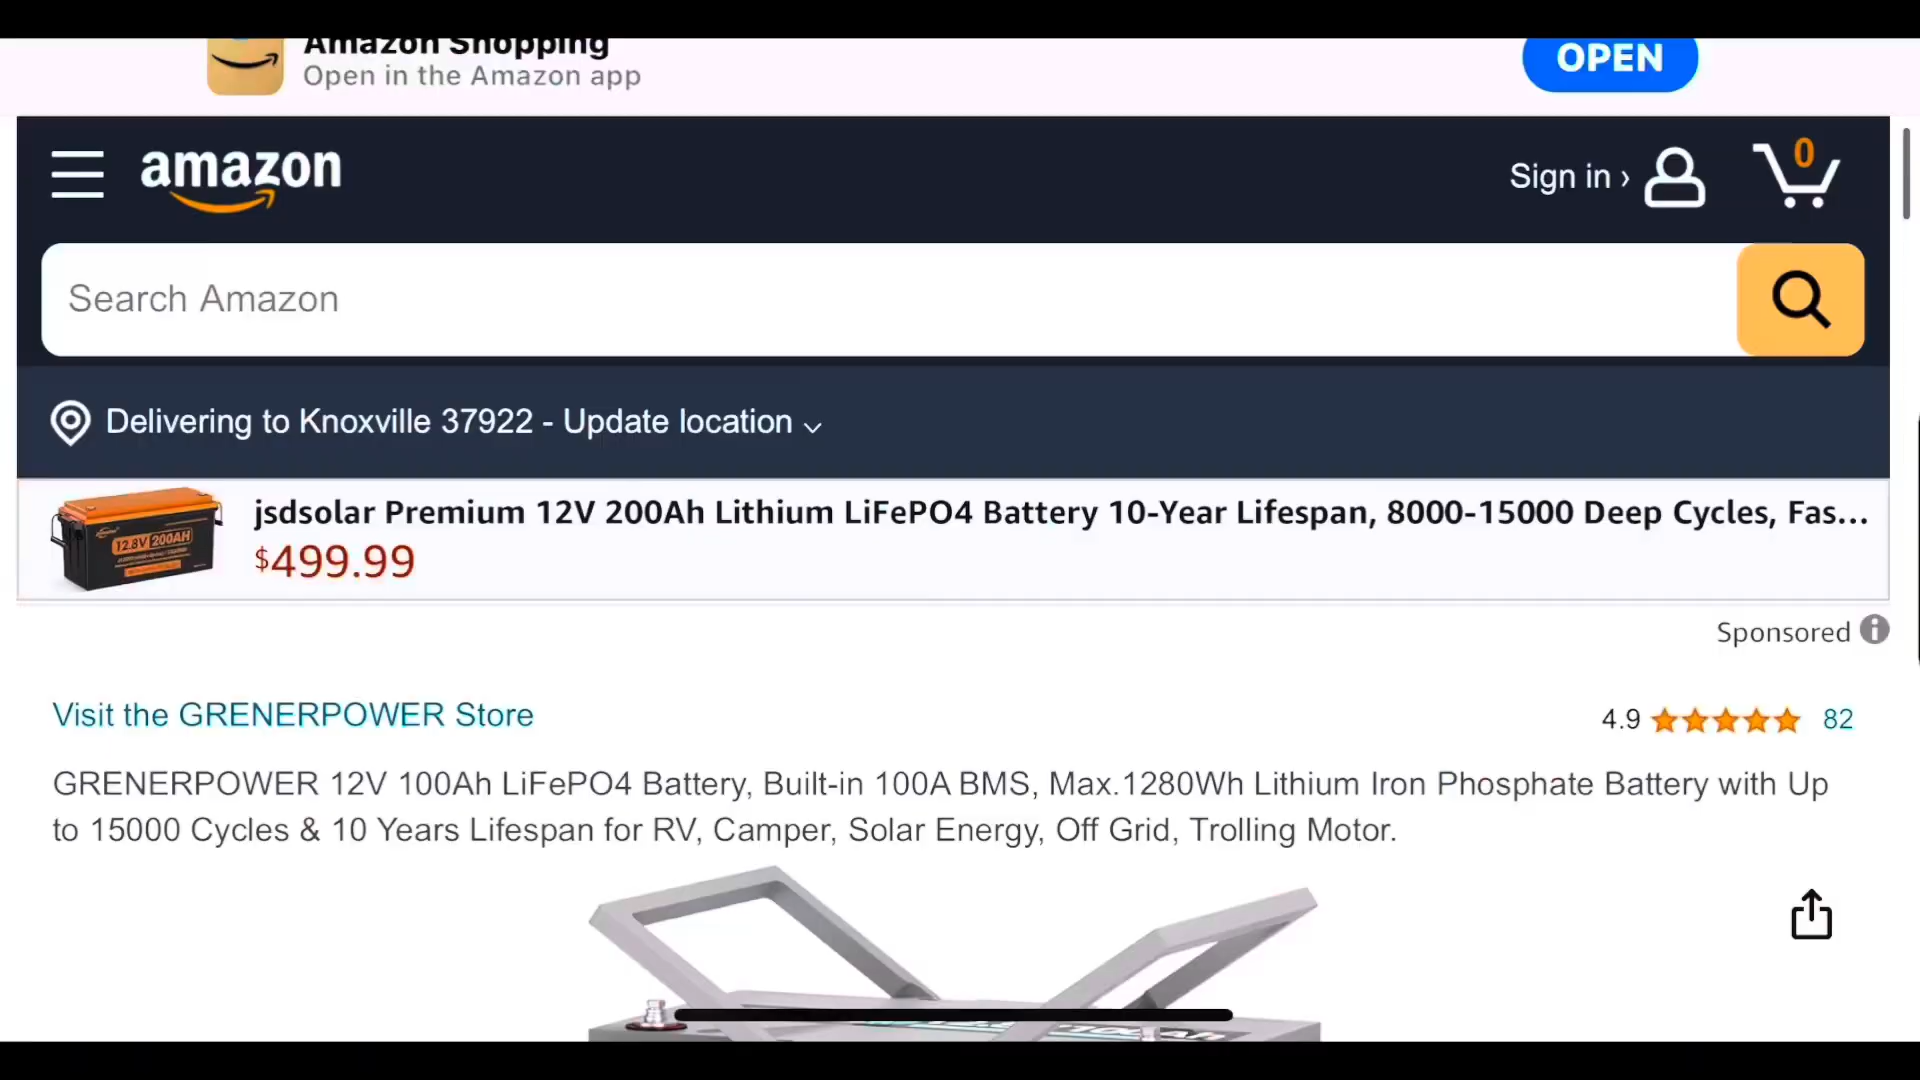 Amazon Shopping
Open in the Amazon app
OPEN
amazon
Sign in ›
0
Search Amazon
Delivering to Knoxville 37922 - Update location
jsdsolar Premium 12V 200Ah Lithium LiFePO4 Battery 10-Year Lifespan, 8000-15000 Deep Cycles, Fas...
12.8V 200AH
$499.99
Sponsored
Visit the GRENERPOWER Store
4.9
82
GRENERPOWER 12V 100Ah LiFePO4 Battery, Built-in 100A BMS, Max.1280Wh Lithium Iron Phosphate Battery with Up
to 15000 Cycles & 10 Years Lifespan for RV, Camper, Solar Energy, Off Grid, Trolling Motor.